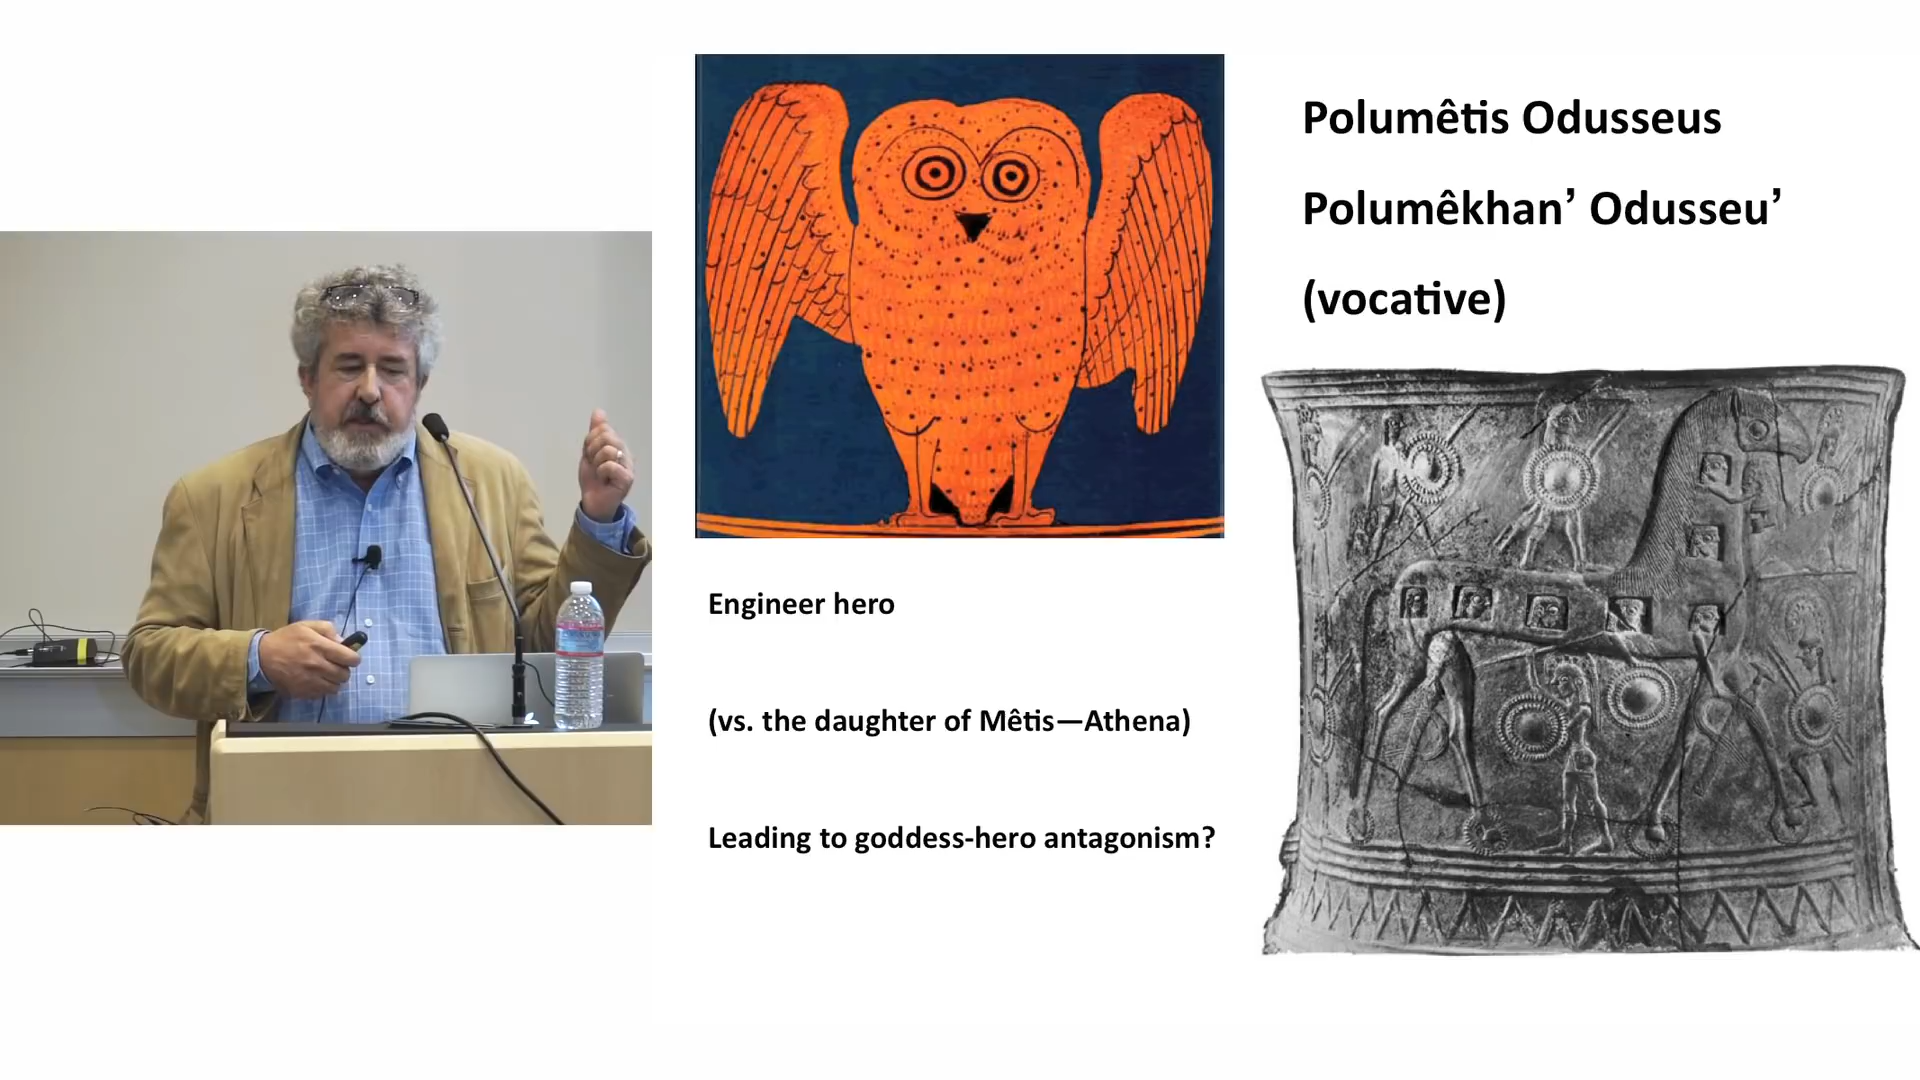 Polumêtis Odusseus
Polumêkhan’ Odusseu’
(vocative)
Engineer hero
(vs. the daughter of Mêtis—Athena)
Leading to goddess-hero antagonism?